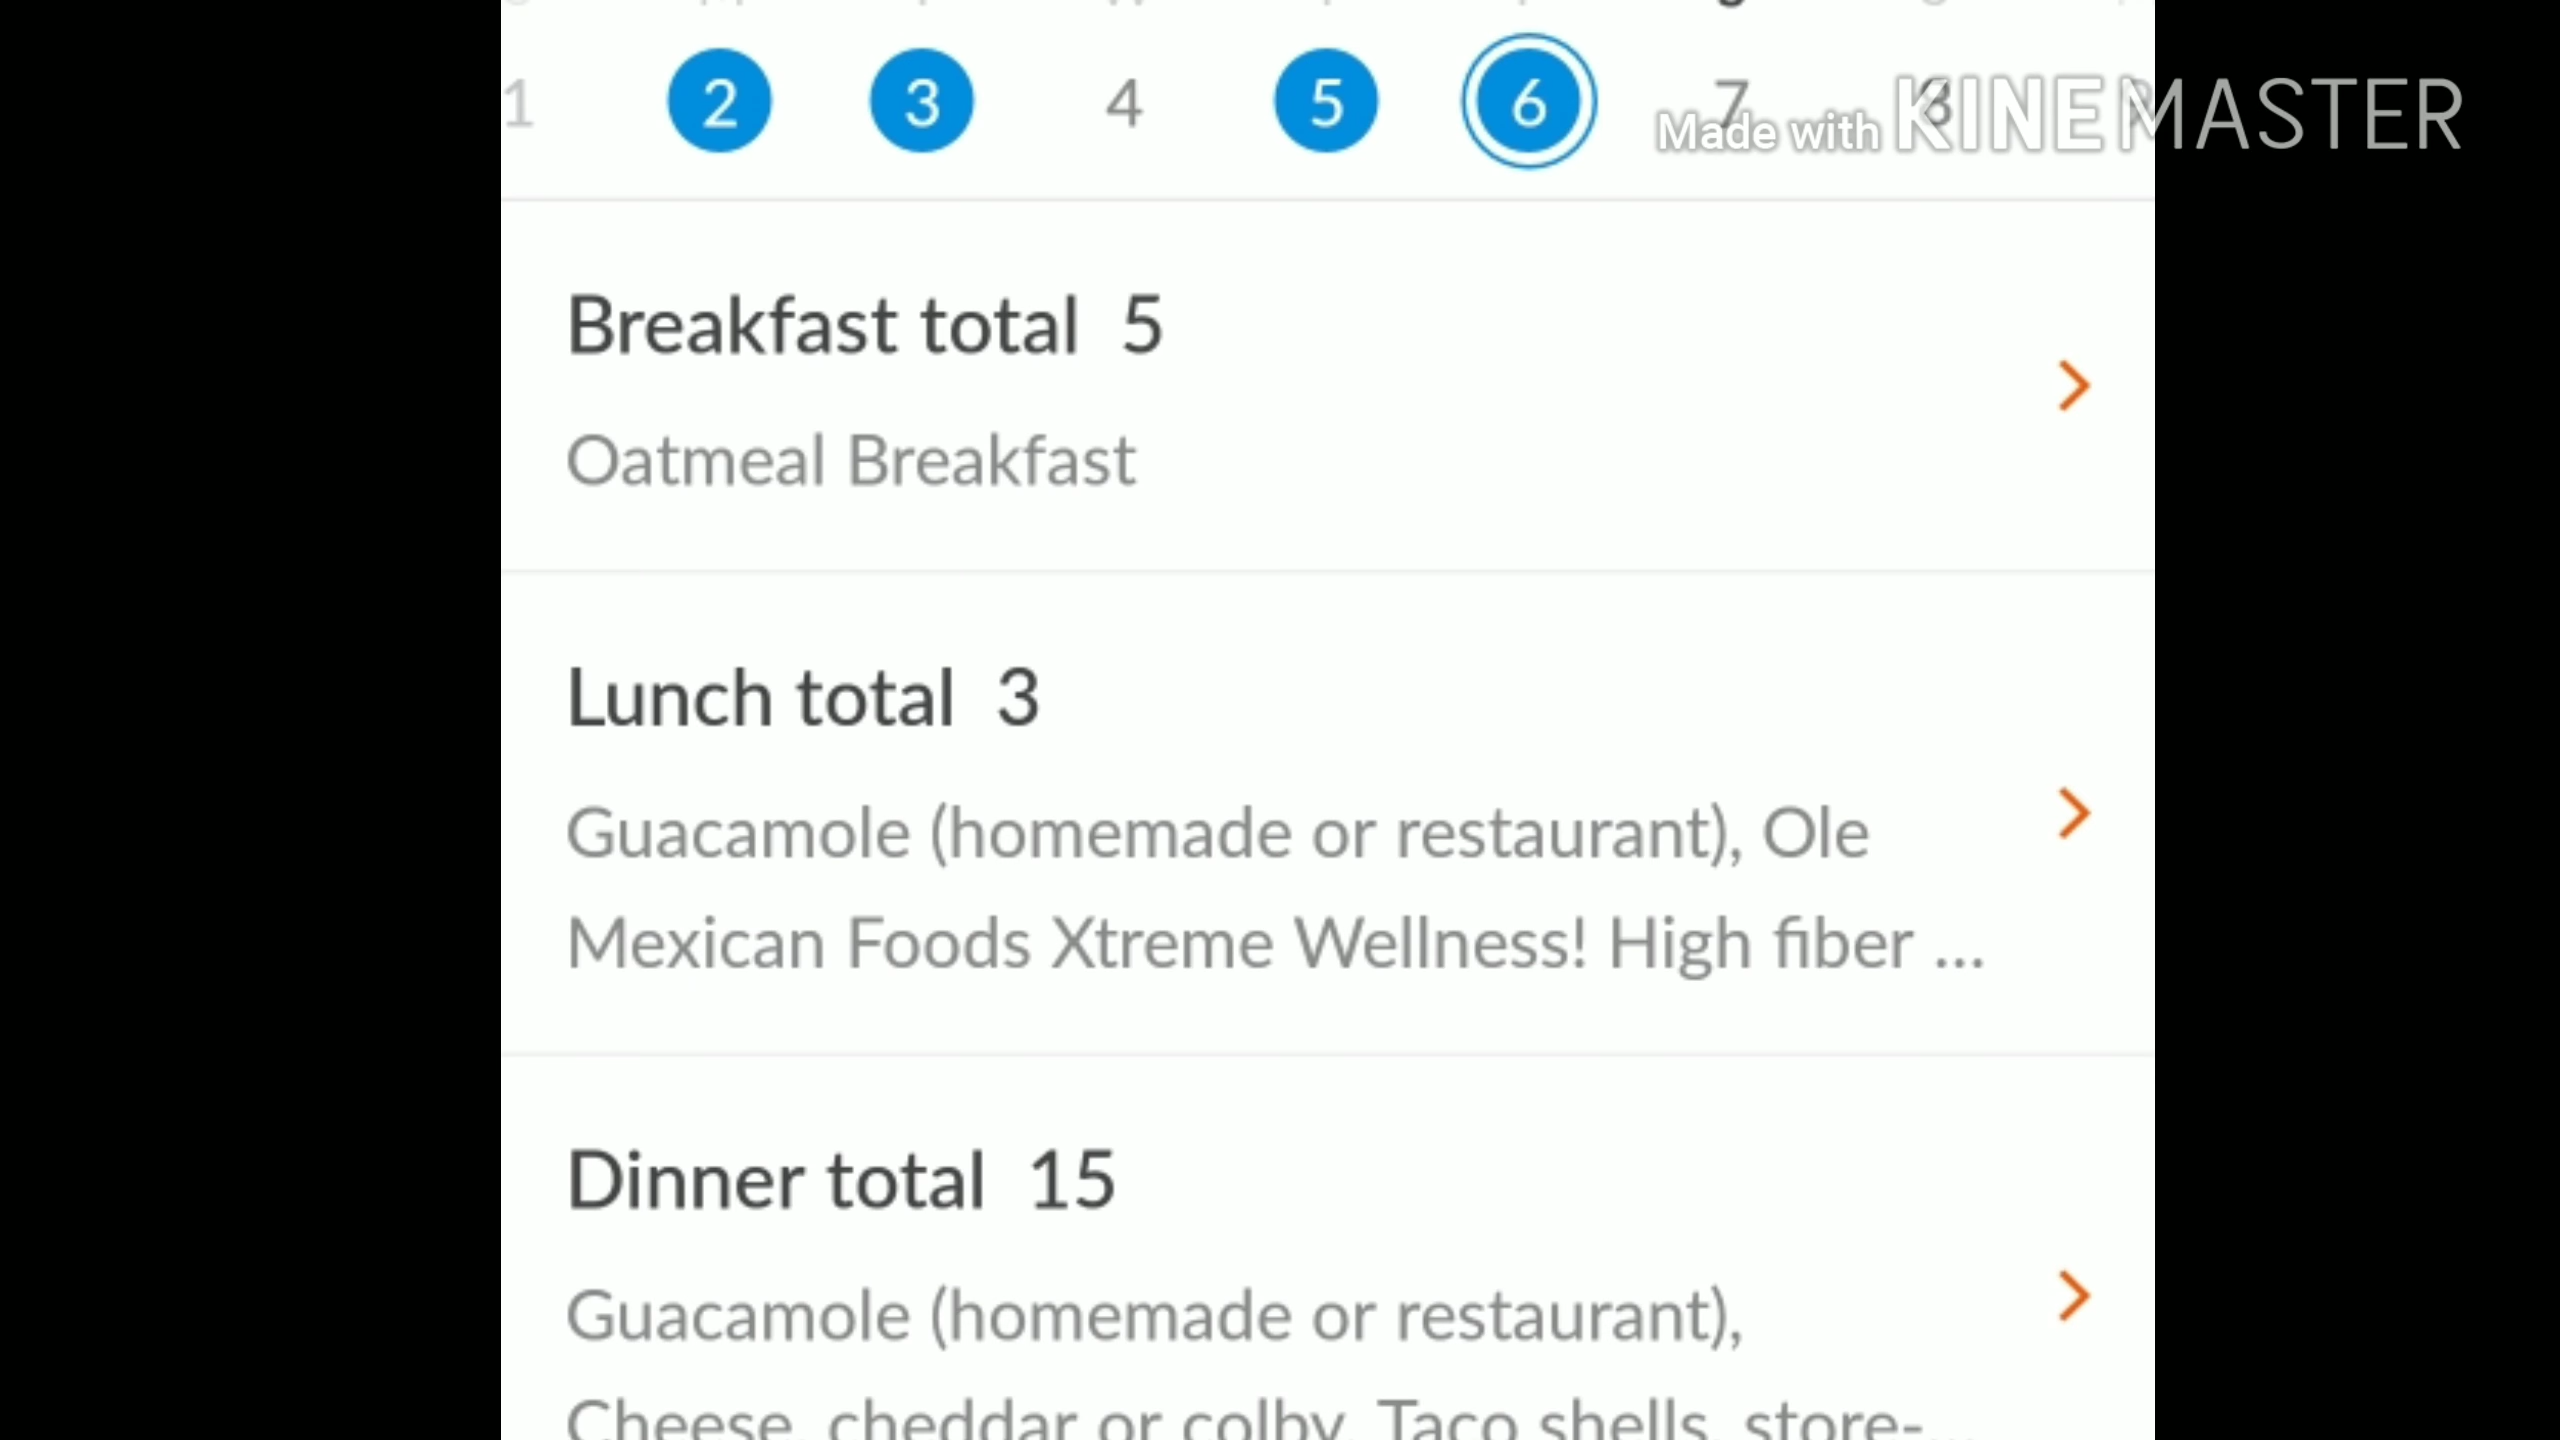 1 2 3 4 5 6 7 8
Made with KINEMASTER
Breakfast total 5
Oatmeal Breakfast
Lunch total 3
Guacamole (homemade or restaurant), Ole
Mexican Foods Xtreme Wellness! High fiber ...
Dinner total 15
Guacamole (homemade or restaurant),
Cheese, cheddar or colby, Taco shells, store-...